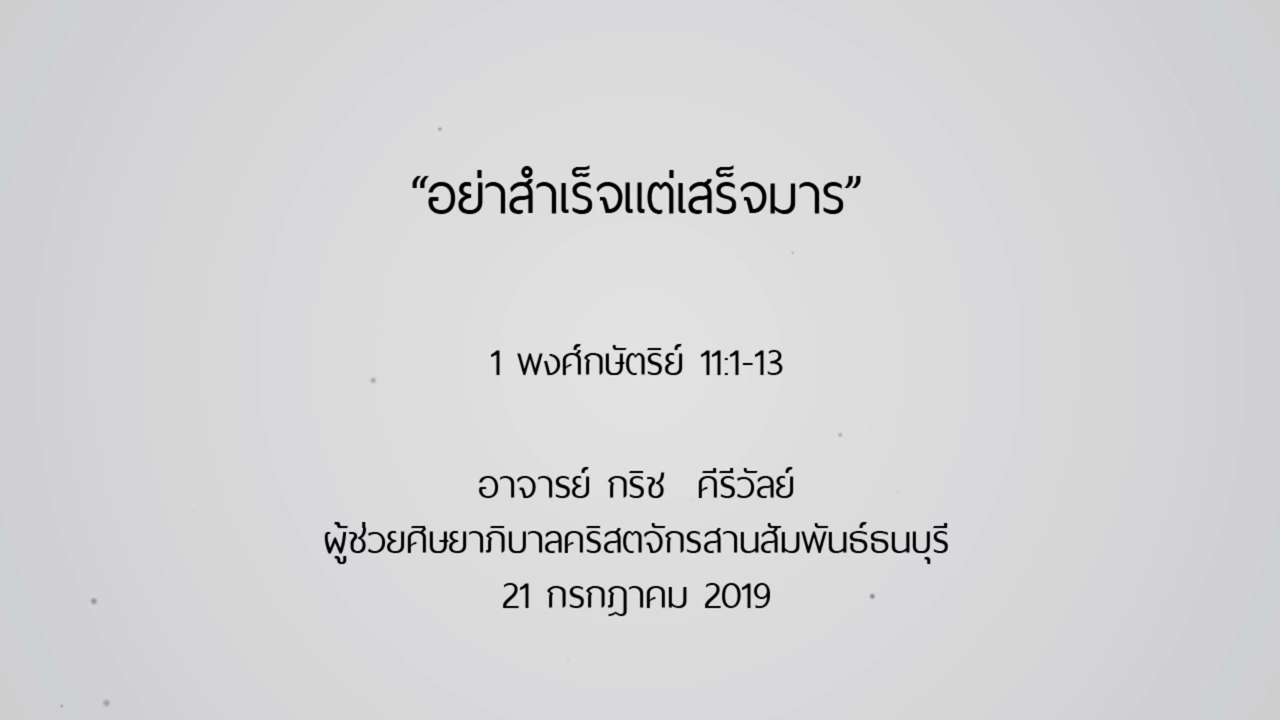 “อย่าสำเร็จแต่เสร็จมาร”
1 พงศ์กษัตริย์ 11:1-13
อาจารย์ กริช คีรีวัลย์
ผู้ช่วยศิษยาภิบาลคริสตจักรสานสัมพันธ์ธนบุรี
21 กรกฎาคม 2019